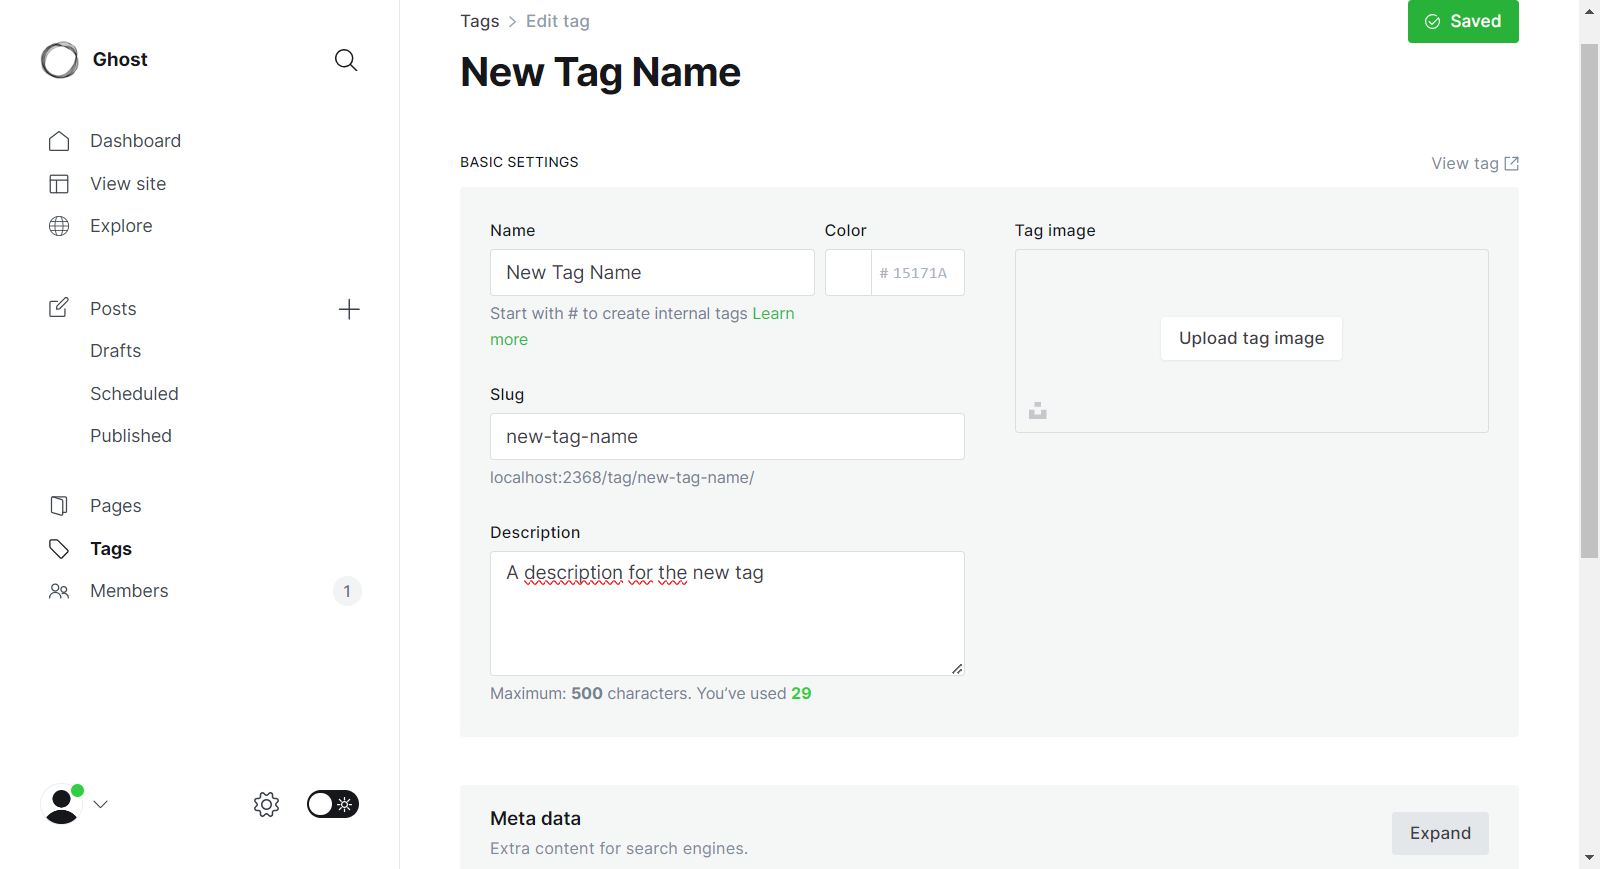 Ghost
Dashboard
View site
Explore
Posts
Drafts
Scheduled
Published
Pages
Tags
Members 1
Tags > Edit tag
Saved
New Tag Name
BASIC SETTINGS
View tag
Name
New Tag Name
Color
# 15171A
Start with # to create internal tags Learn
more
Slug
new-tag-name
localhost:2368/tag/new-tag-name/
Description
A description for the new tag
Maximum: 500 characters. You’ve used 29
Tag image
Upload tag image
Meta data
Extra content for search engines.
Expand